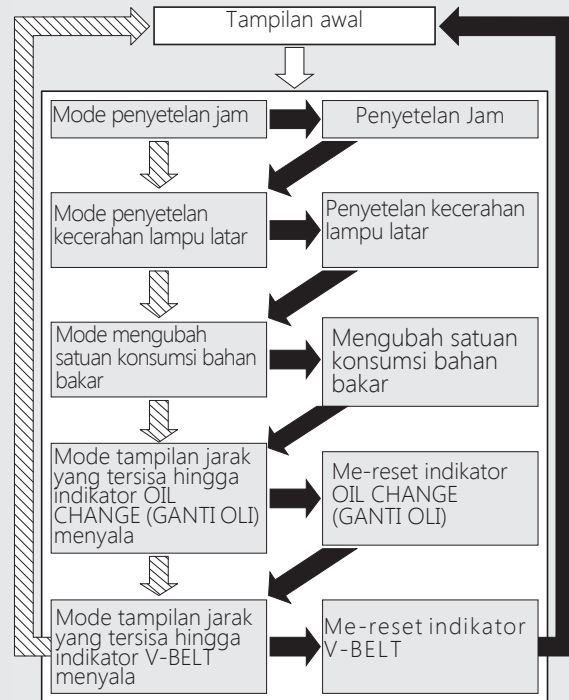 Tampilan awal
Mode penyetelan jam
Penyetelan Jam
Mode penyetelan
kecerahan lampu latar
Penyetelan kecerahan
lampu latar
Mode mengubah
satuan konsumsi bahan
bakar
Mengubah satuan
konsumsi bahan
bakar
Mode tampilan jarak
yang tersisa hingga
indikator OIL
CHANGE (GANTI OLI)
menyala
Me-reset indikator
OIL CHANGE
(GANTI OLI)
Mode tampilan jarak
yang tersisa hingga
indikator V-BELT
menyala
Me-reset indikator
V-BELT